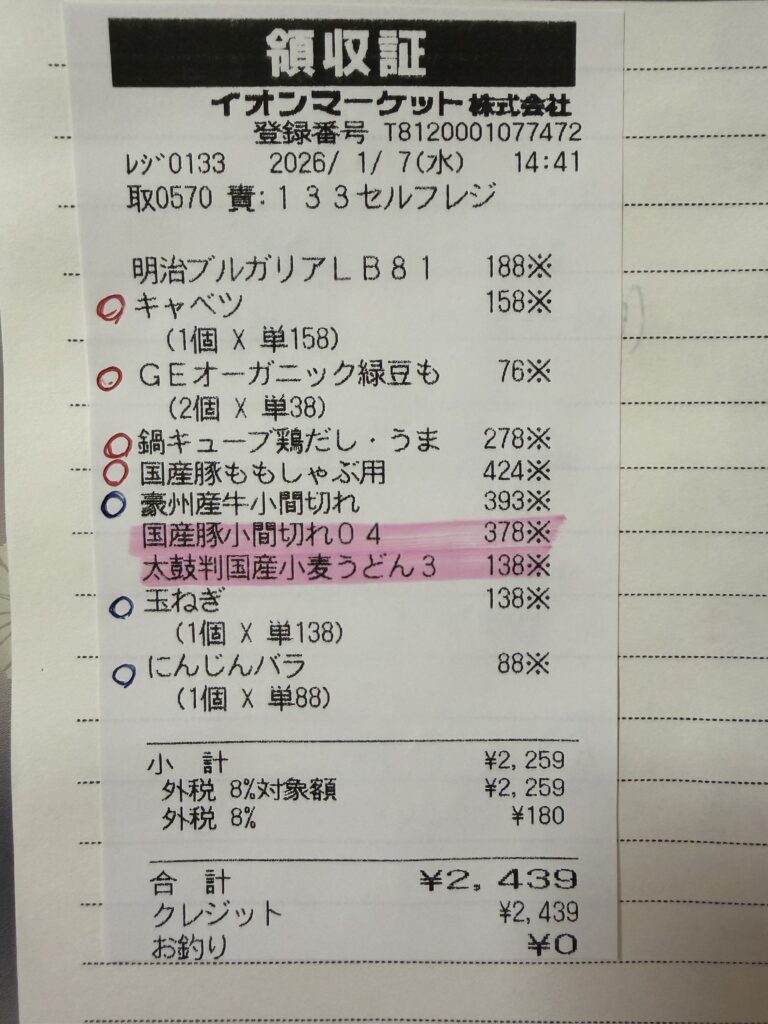 領収証
イオンマーケット株式会社
登録番号 T8120001077472
ﾚｼﾞ0133 2026/ 1/ 7(水) 14:41
取0570 責:133セルフレジ
明治ブルガリアLB81 188※
キャベツ 158※
(1個 X 単158)
GEオーガニック緑豆も 76※
(2個 X 単38)
鍋キューブ鶏だし・うま 278※
国産豚ももしゃぶ用 424※
豪州産牛小間切れ 393※
国産豚小間切れ04 378※
太鼓判国産小麦うどん3 138※
玉ねぎ 138※
(1個 X 単138)
にんじんバラ 88※
(1個 X 単88)
小 計 ¥2,259
外税 8%対象額 ¥2,259
外税 8% ¥180
合 計 ¥2,439
クレジット ¥2,439
お釣り ¥0